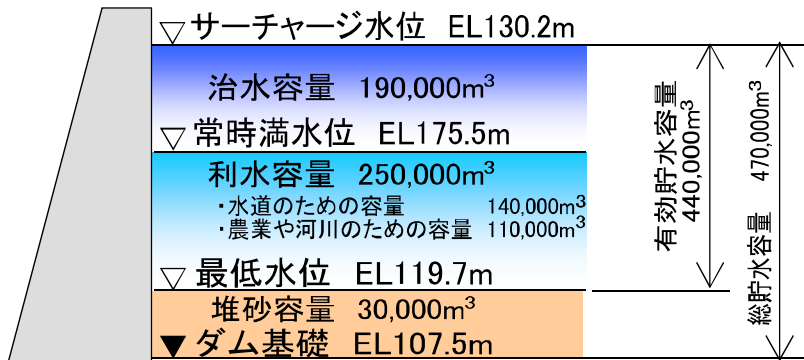 ▽ サーチャージ水位 EL130.2m
治水容量 190,000m³
▽ 常時満水位 EL175.5m
利水容量 250,000m³
・水道のための容量 140,000m³
・農業や河川のための容量 110,000m³
▽ 最低水位 EL119.7m
堆砂容量 30,000m³
▼ ダム基礎 EL107.5m
有効貯水容量
440,000m³
総貯水容量 470,000m³